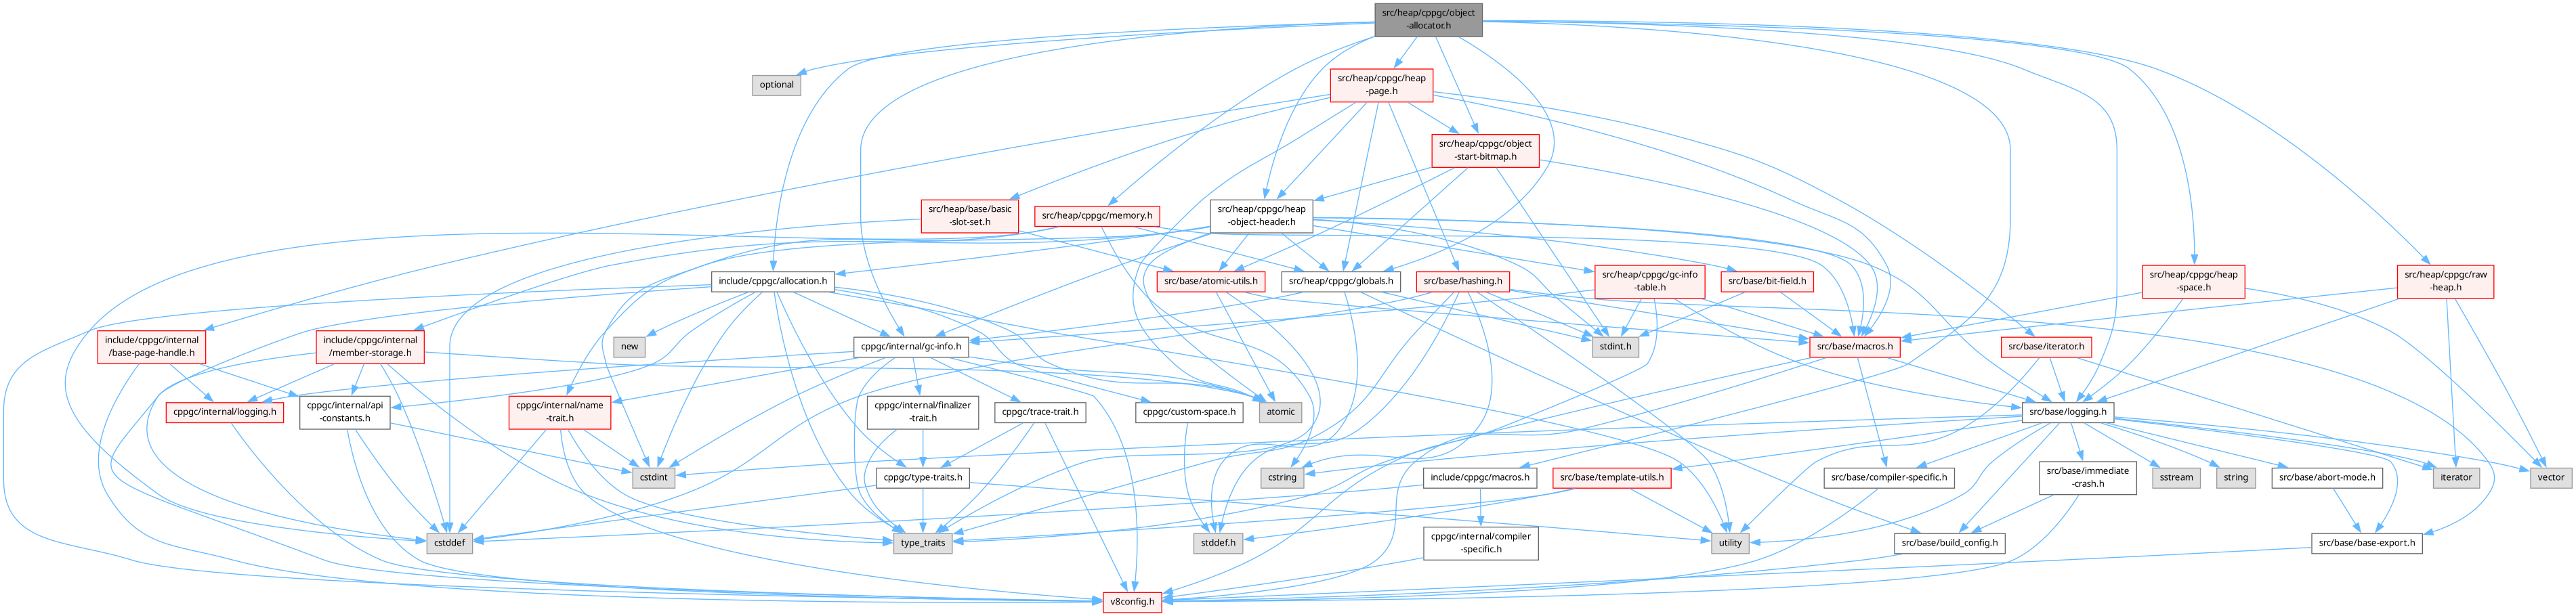 src/heap/cppgc/object
-allocator.h
optional
src/heap/cppgc/heap
-page.h
src/heap/cppgc/object
-start-bitmap.h
src/heap/base/basic
-slot-set.h
src/heap/cppgc/memory.h
src/heap/cppgc/heap
-object-header.h
include/cppgc/allocation.h
src/base/atomic-utils.h
src/heap/cppgc/globals.h
src/base/hashing.h
src/heap/cppgc/gc-info
-table.h
src/base/bit-field.h
src/heap/cppgc/heap
-space.h
src/heap/cppgc/raw
-heap.h
include/cppgc/internal
/base-page-handle.h
include/cppgc/internal
/member-storage.h
new
cppgc/internal/gc-info.h
stdint.h
src/base/macros.h
src/base/iterator.h
cppgc/internal/logging.h
cppgc/internal/api
-constants.h
cppgc/internal/name
-trait.h
cppgc/internal/finalizer
-trait.h
cppgc/trace-trait.h
cppgc/custom-space.h
atomic
src/base/logging.h
cstdint
cppgc/type-traits.h
cstring
include/cppgc/macros.h
src/base/template-utils.h
src/base/compiler-specific.h
src/base/immediate
-crash.h
sstream
string
src/base/abort-mode.h
iterator
vector
cstddef
type_traits
stddef.h
cppgc/internal/compiler
-specific.h
utility
src/base/build_config.h
src/base/base-export.h
v8config.h